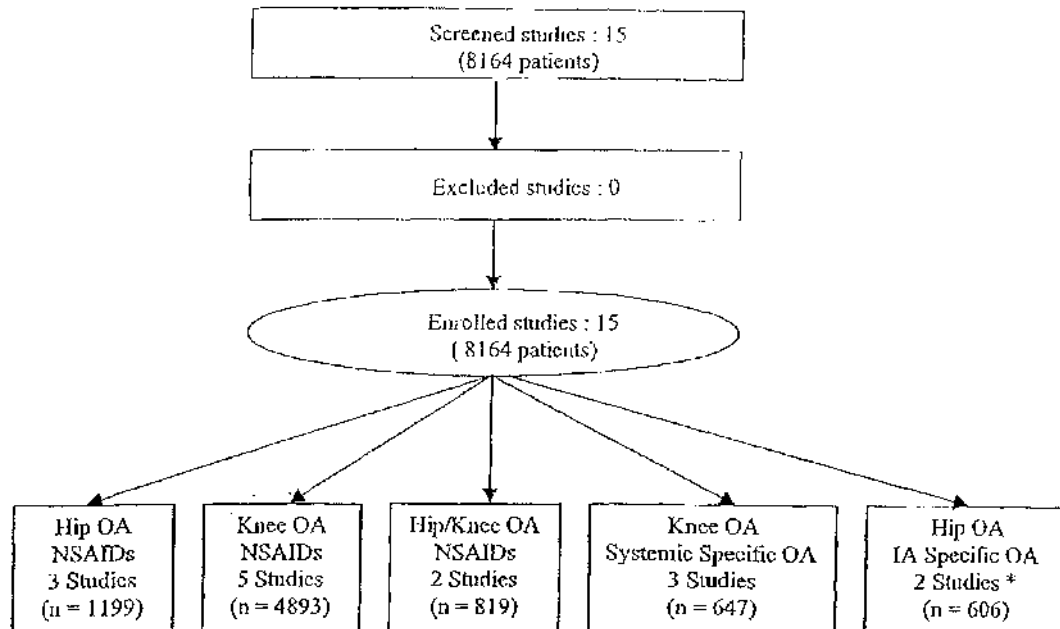 Screened studies : 15
(8164 patients)
Excluded studies : 0
Enrolled studies : 15
( 8164 patients)
Hip OA
NSAIDs
3 Studies
(n = 1199)
Knee OA
NSAIDs
5 Studies
(n = 4893)
Hip/Knee OA
NSAIDs
2 Studies
(n = 819)
Knee OA
Systemic Specific OA
3 Studies
(n = 647)
Hip OA
IA Specific OA
2 Studies *
(n = 606)